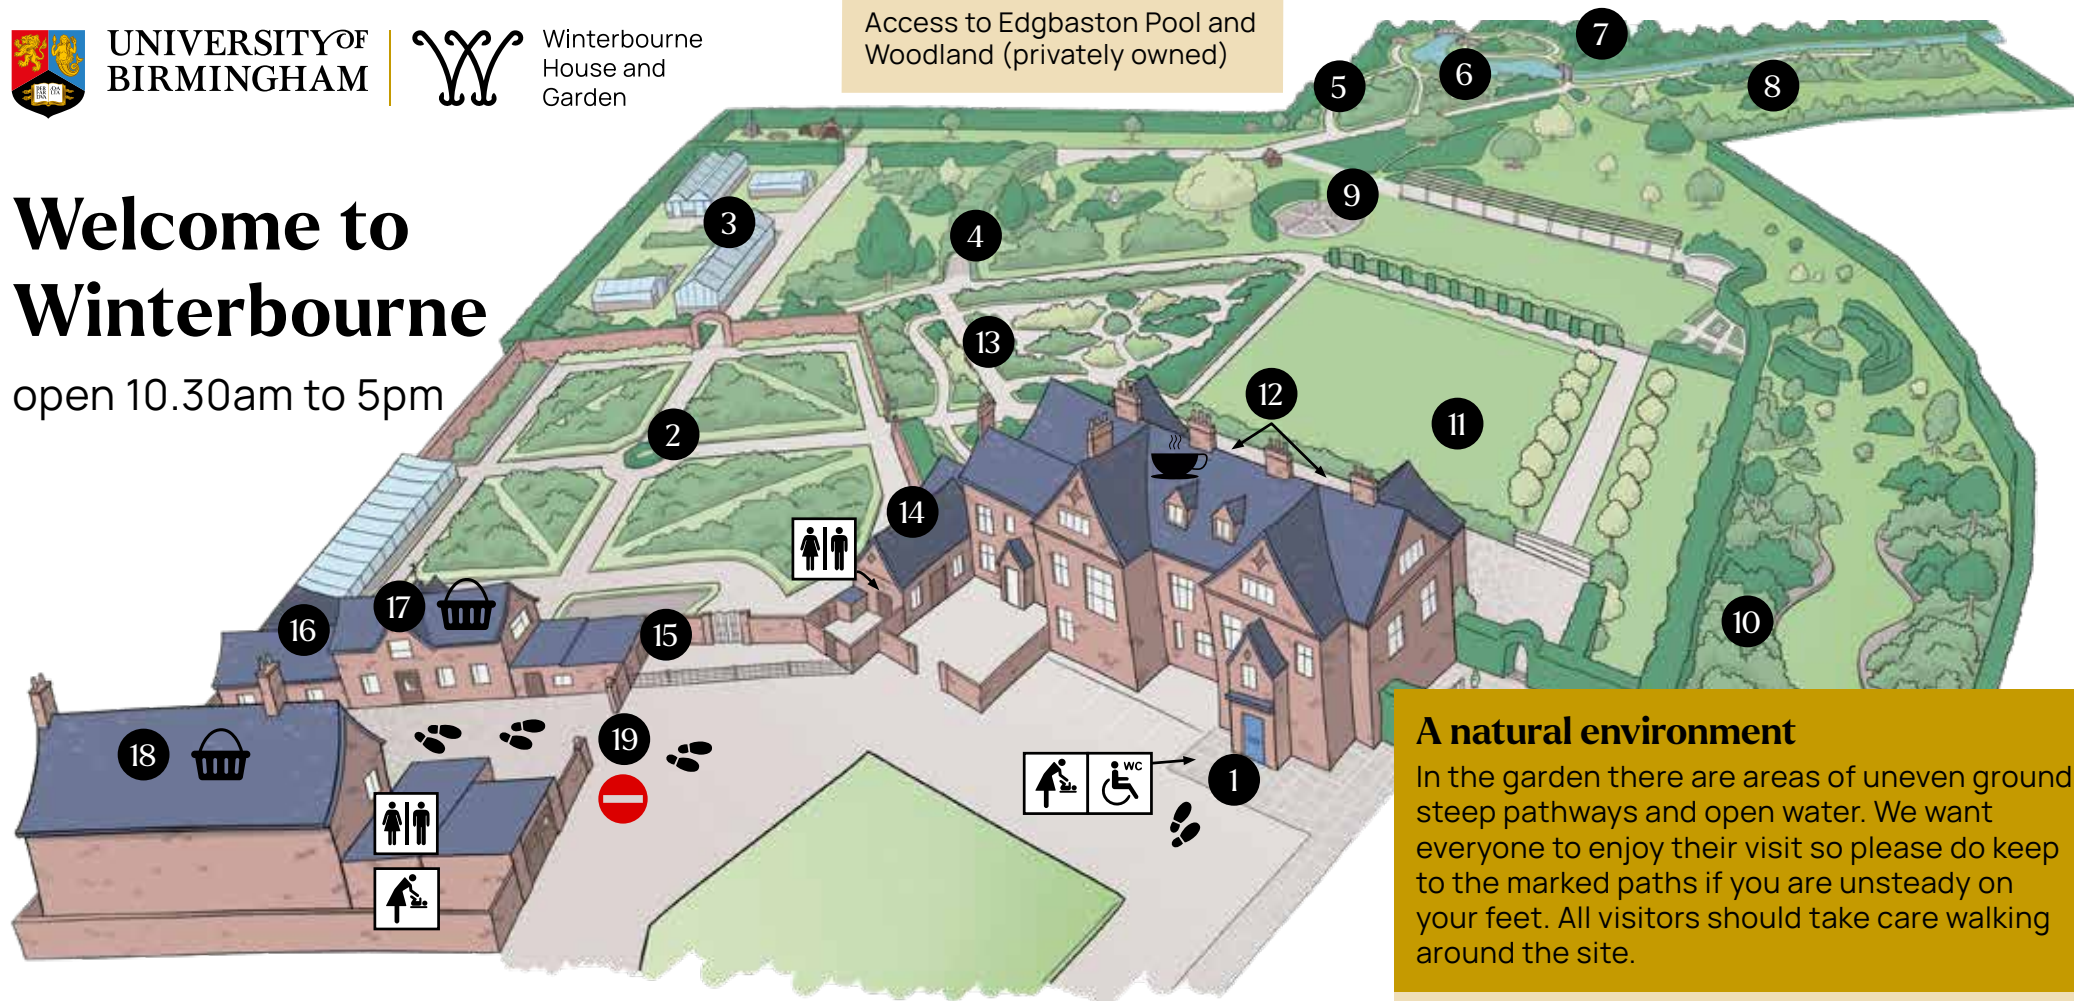 UNIVERSITY OF
BIRMINGHAM
Winterbourne
House and
Garden
Access to Edgbaston Pool and
Woodland (privately owned)
Welcome to
Winterbourne
open 10.30am to 5pm
7
5
6
8
9
3
4
13
12
11
2
14
10
17
16
15
18
19
1
WC
A natural environment
In the garden there are areas of uneven ground
steep pathways and open water. We want
everyone to enjoy their visit so please do keep
to the marked paths if you are unsteady on
your feet. All visitors should take care walking
around the site.